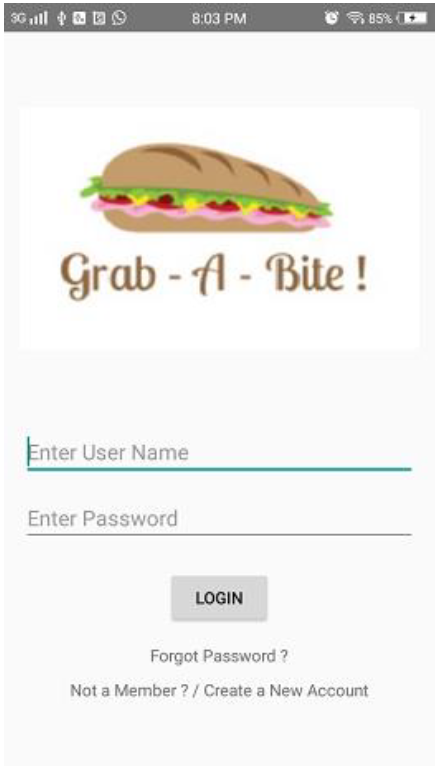 3G 8:03 PM 85%
Grab - A - Bite !
Enter User Name
Enter Password
LOGIN
Forgot Password ?
Not a Member ? / Create a New Account